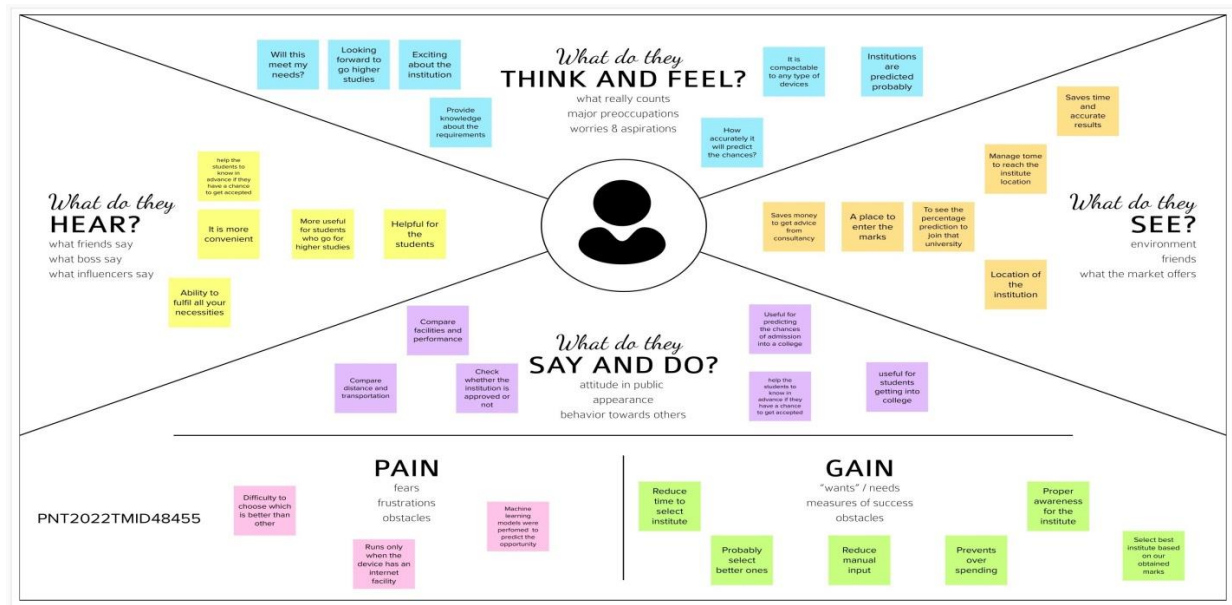 What do they
THINK AND FEEL?
what really counts
major preoccupations
worries & aspirations
Will this
meet my
needs?
Looking
forward to
go higher
studies
Exciting
about the
institution
Provide
knowledge
about the
requirements
It is
compactable
to any type of
devices
Institutions
are
predicted
probably
How
accurately it
will predict
the chances?
What do they
HEAR?
what friends say
what boss say
what influencers say
help the
students to
know in
advance if they
have a chance
to get accepted
It is more
convenient
More useful
for students
who go for
higher studies
Helpful for
the
students
Ability to
fulfil all your
necessities
What do they
SEE?
environment
friends
what the market offers
Saves time
and
accurate
results
Manage tome
to reach the
institute
location
Saves money
to get advice
from
consultancy
A place to
enter the
marks
To see the
percentage
prediction to
join that
university
Location of
the
institution
What do they
SAY AND DO?
attitude in public
appearance
behavior towards others
Compare
facilities and
performance
Compare
distance and
transportation
Check
whether the
institution is
approved or
not
Useful for
predicting
the chances
of admission
into a college
help the
students to
know in
advance if they
have a chance
to get accepted
useful for
students
getting into
college
PNT2022TMID48455
PAIN
fears
frustrations
obstacles
Difficulty to
choose which
is better than
other
Runs only
when the
device has an
internet
facility
Machine
learning
models were
perfomed to
predict the
opportunity
GAIN
"wants" / needs
measures of success
obstacles
Reduce
time to
select
institute
Probably
select
better ones
Reduce
manual
input
Prevents
over
spending
Proper
awareness
for the
institute
Select best
institute based
on our
obtained
marks